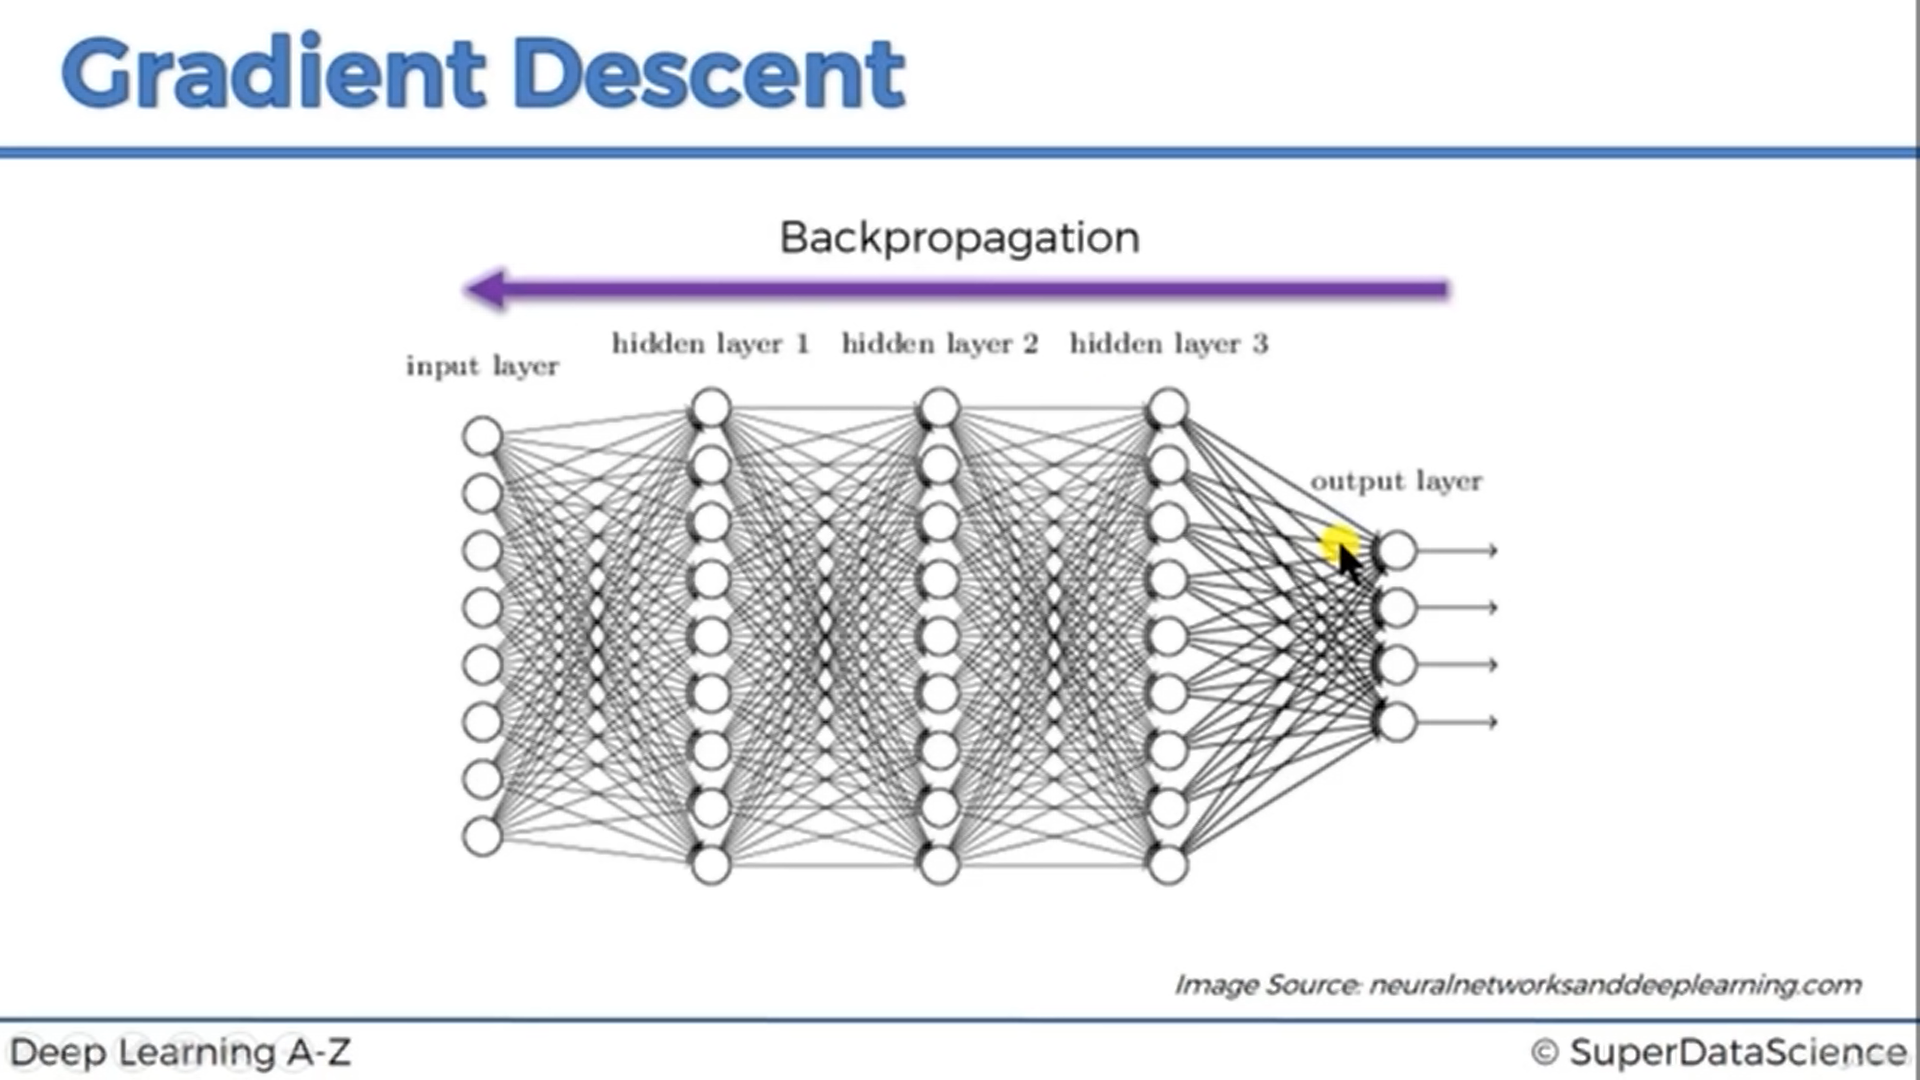 Gradient Descent
Backpropagation
hidden layer 1 hidden layer 2 hidden layer 3
input layer
output layer
Image Source: neuralnetworksanddeeplearning.com
Deep Learning A-Z
© SuperDataScience